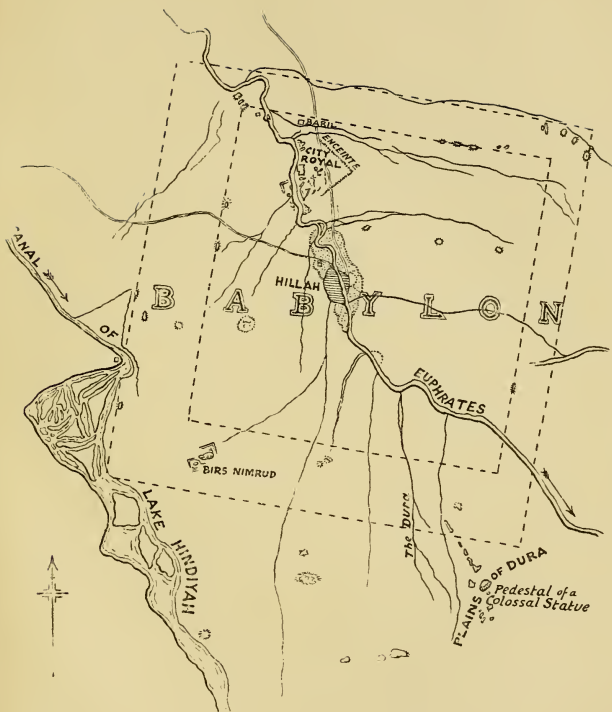 BABIL
ENCEINTE
CITY
ROYAL
CANAL
OF
HILLAH
BABYLON
EUPHRATES
BIRS NIMRUD
LAKE HINDIYAH
The Dura
PLAINS OF DURA
Pedestal of a
Colossal Statue